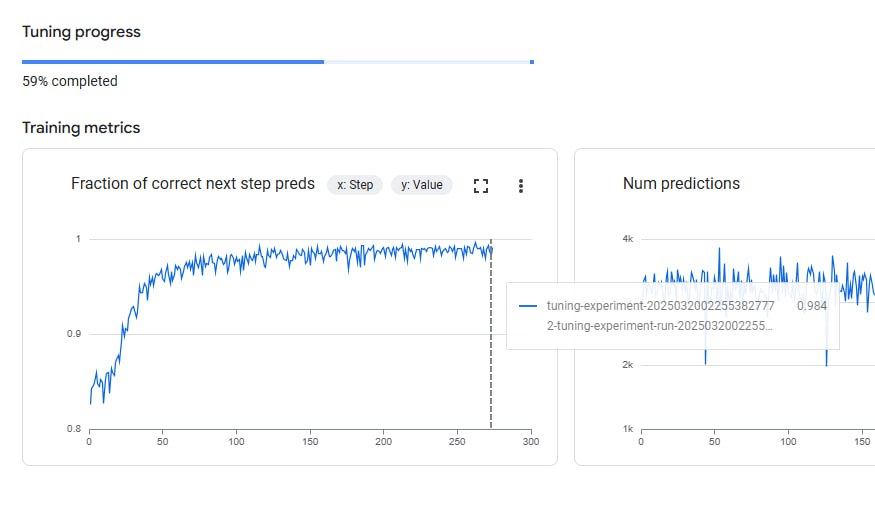 Tuning progress
59% completed
Training metrics
Fraction of correct next step preds x: Step y: Value
1
0.9
0.8
0 50 100 150 200 250 300
Num predictions
4k
2k
1k
0 50 100 150
tuning-experiment-2025032002255382777 0,984
2-tuning-experiment-run-2025032002255...